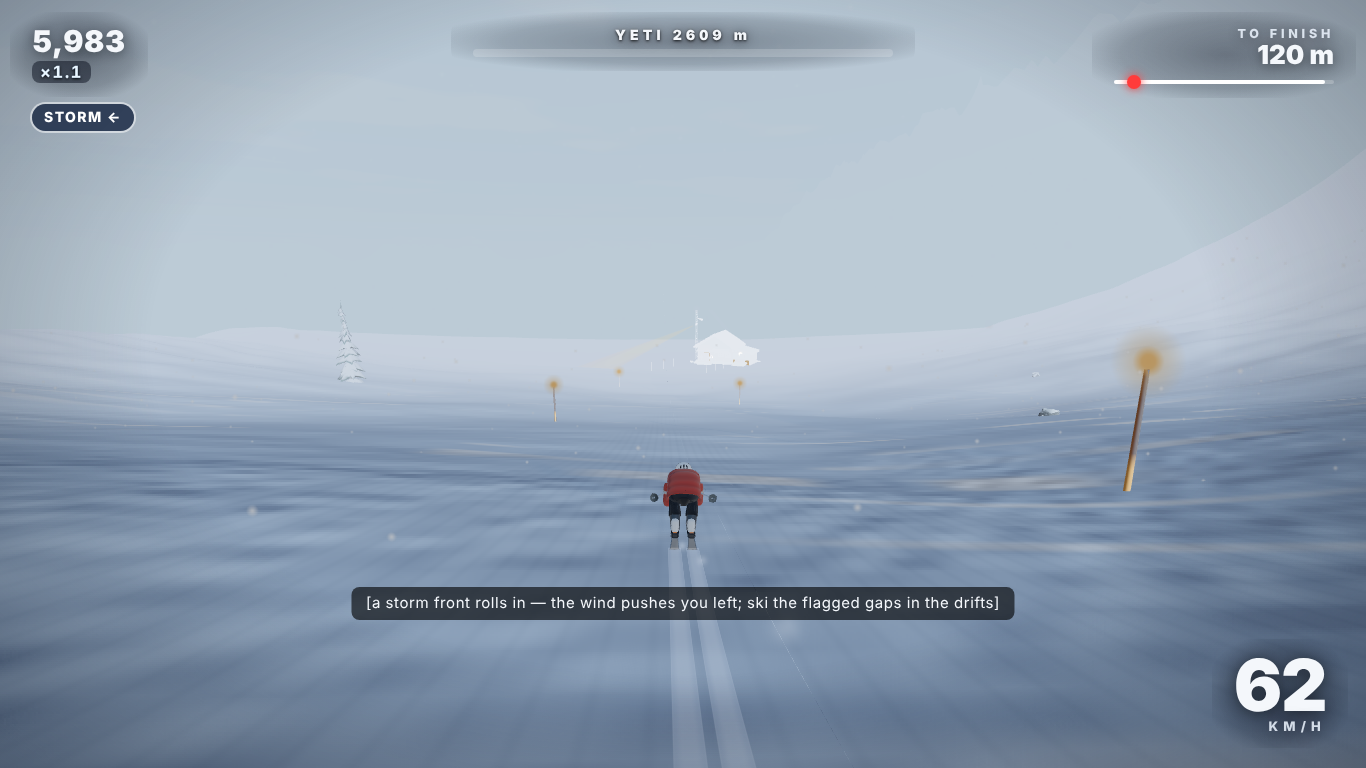 5,983
×1.1
STORM ←
YETI 2609 m
TO FINISH
120 m
[a storm front rolls in — the wind pushes you left; ski the flagged gaps in the drifts]
62
KM/H